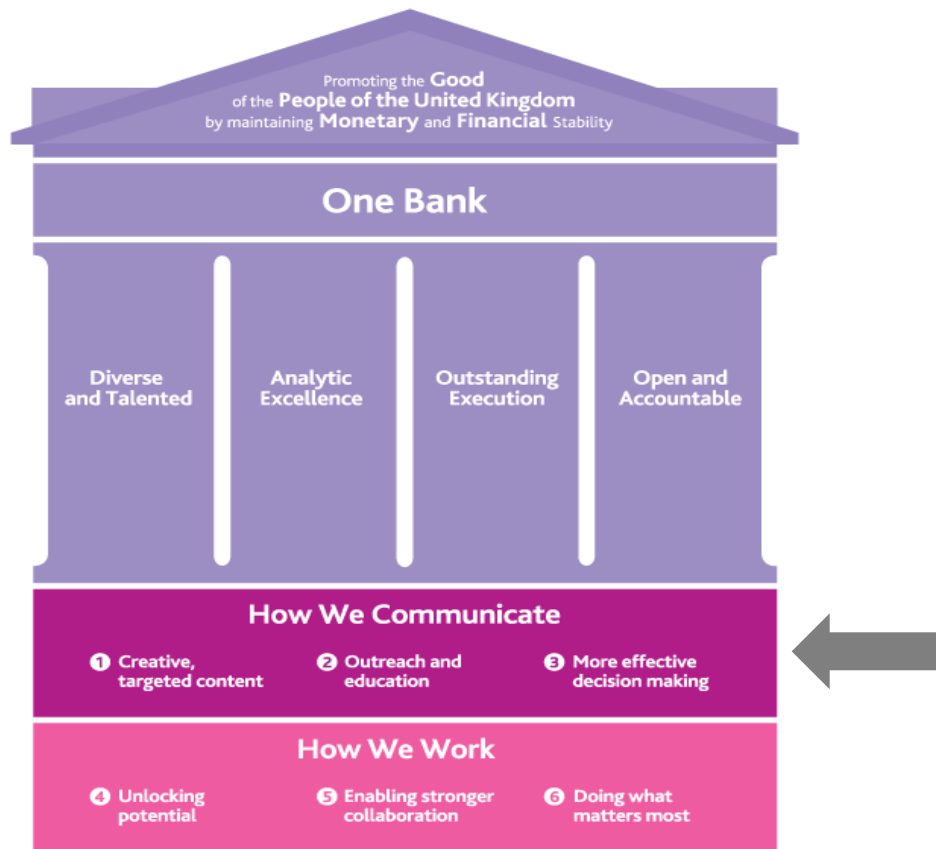 Promoting the Good
of the People of the United Kingdom
by maintaining Monetary and Financial Stability
One Bank
Diverse
and Talented
Analytic
Excellence
Outstanding
Execution
Open and
Accountable
How We Communicate
1 Creative,
targeted content
2 Outreach and
education
3 More effective
decision making
How We Work
4 Unlocking
potential
5 Enabling stronger
collaboration
6 Doing what
matters most